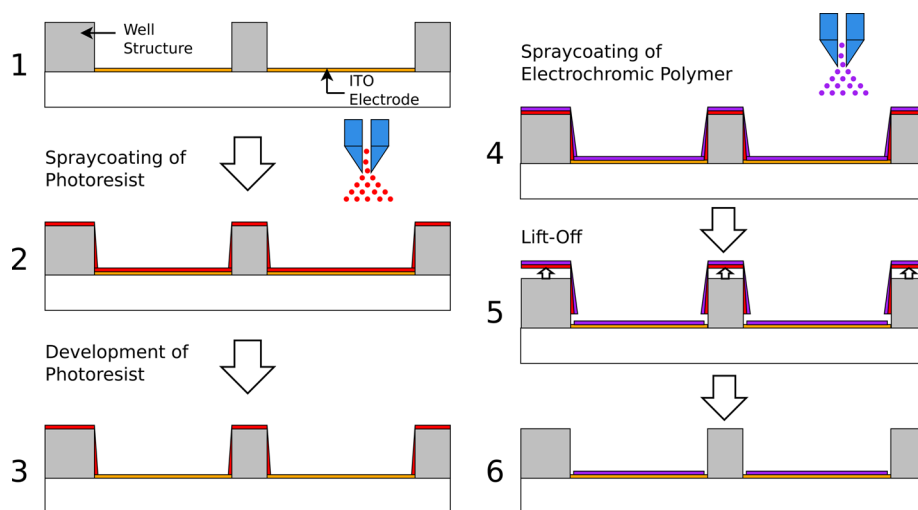 1
Well
Structure
ITO
Electrode
Spraycoating of
Photoresist
2
Development of
Photoresist
3
Spraycoating of
Electrochromic Polymer
4
Lift-Off
5
6